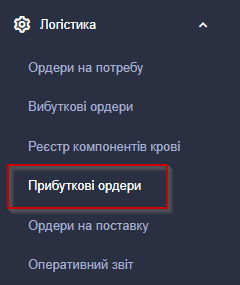 Логістика
Ордери на потребу
Вибуткові ордери
Реєстр компонентів крові
Прибуткові ордери
Ордери на поставку
Оперативний звіт